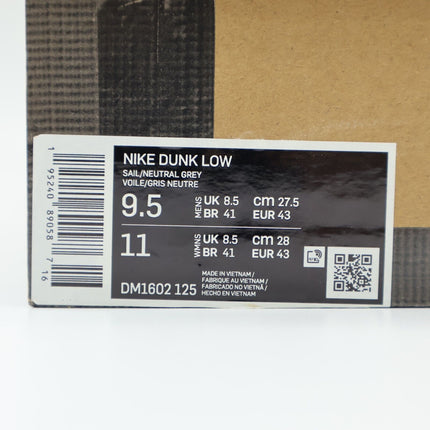 NIKE DUNK LOW
SAIL/NEUTRAL GREY
VOILE/GRIS NEUTRE
9.5 MENS UK 8.5 cm 27.5
BR 41 EUR 43
11 WMNS UK 8.5 cm 28
BR 41 EUR 43
MADE IN VIETNAM /
FABRIQUE AU VIETNAM /
FABRICADO NO VIETNÃ /
HECHO EN VIETNAM
DM1602 125
1 95240 89058 7 16